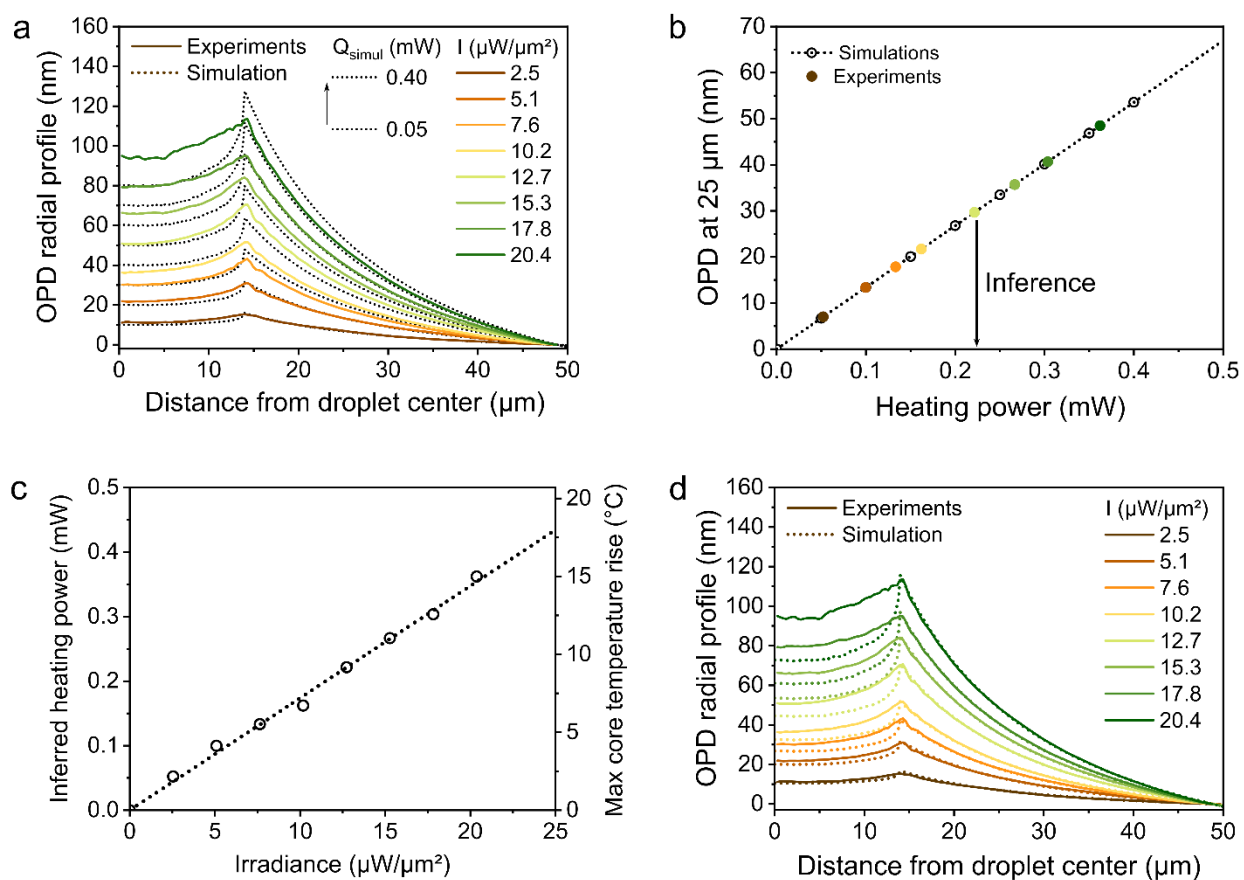 a
160
140
120
100
80
60
40
20
0
OPD radial profile (nm)
Experiments
Simulation
Qsimul (mW)
0.40
0.05
I (µW/µm²)
2.5
5.1
7.6
10.2
12.7
15.3
17.8
20.4
0 10 20 30 40 50
Distance from droplet center (µm)
b
70
60
50
40
30
20
10
0
OPD at 25 µm (nm)
Simulations
Experiments
Inference
0.0 0.1 0.2 0.3 0.4 0.5
Heating power (mW)
c
0.5
0.4
0.3
0.2
0.1
0.0
Inferred heating power (mW)
20
15
10
5
0
Max core temperature rise (°C)
0 5 10 15 20 25
Irradiance (µW/µm²)
d
160
140
120
100
80
60
40
20
0
OPD radial profile (nm)
Experiments
Simulation
I (µW/µm²)
2.5
5.1
7.6
10.2
12.7
15.3
17.8
20.4
0 10 20 30 40 50
Distance from droplet center (µm)